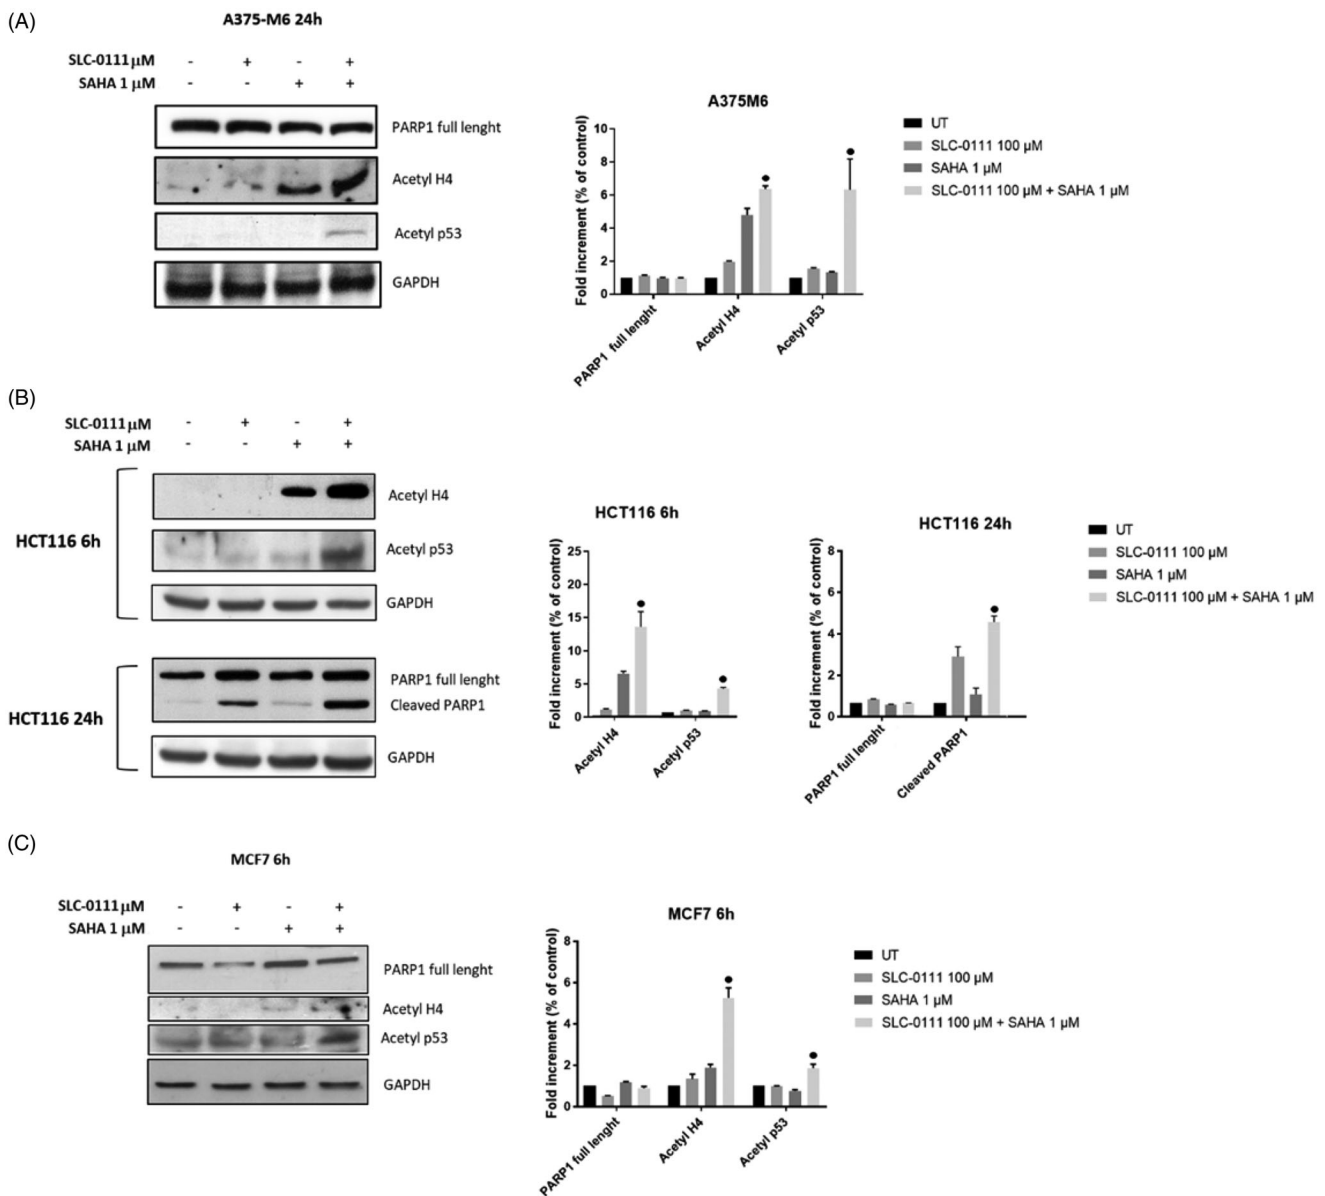 (A)
A375-M6 24h
SLC-0111 µM - + - +
SAHA 1 µM - - + +
PARP1 full lenght
Acetyl H4
Acetyl p53
GAPDH
A375M6
Fold increment (% of control)
10
8
6
4
2
0
PARP1 full lenght
Acetyl H4
Acetyl p53
UT
SLC-0111 100 µM
SAHA 1 µM
SLC-0111 100 µM + SAHA 1 µM
(B)
SLC-0111 µM - + - +
SAHA 1 µM - - + +
HCT116 6h
Acetyl H4
Acetyl p53
GAPDH
HCT116 24h
PARP1 full lenght
Cleaved PARP1
GAPDH
HCT116 6h
Fold increment (% of control)
25
20
15
10
5
0
Acetyl H4
Acetyl p53
HCT116 24h
Fold increment (% of control)
8
6
4
2
0
PARP1 full lenght
Cleaved PARP1
UT
SLC-0111 100 µM
SAHA 1 µM
SLC-0111 100 µM + SAHA 1 µM
(C)
MCF7 6h
SLC-0111 µM - + - +
SAHA 1 µM - - + +
PARP1 full lenght
Acetyl H4
Acetyl p53
GAPDH
MCF7 6h
Fold increment (% of control)
8
6
4
2
0
PARP1 full lenght
Acetyl H4
Acetyl p53
UT
SLC-0111 100 µM
SAHA 1 µM
SLC-0111 100 µM + SAHA 1 µM